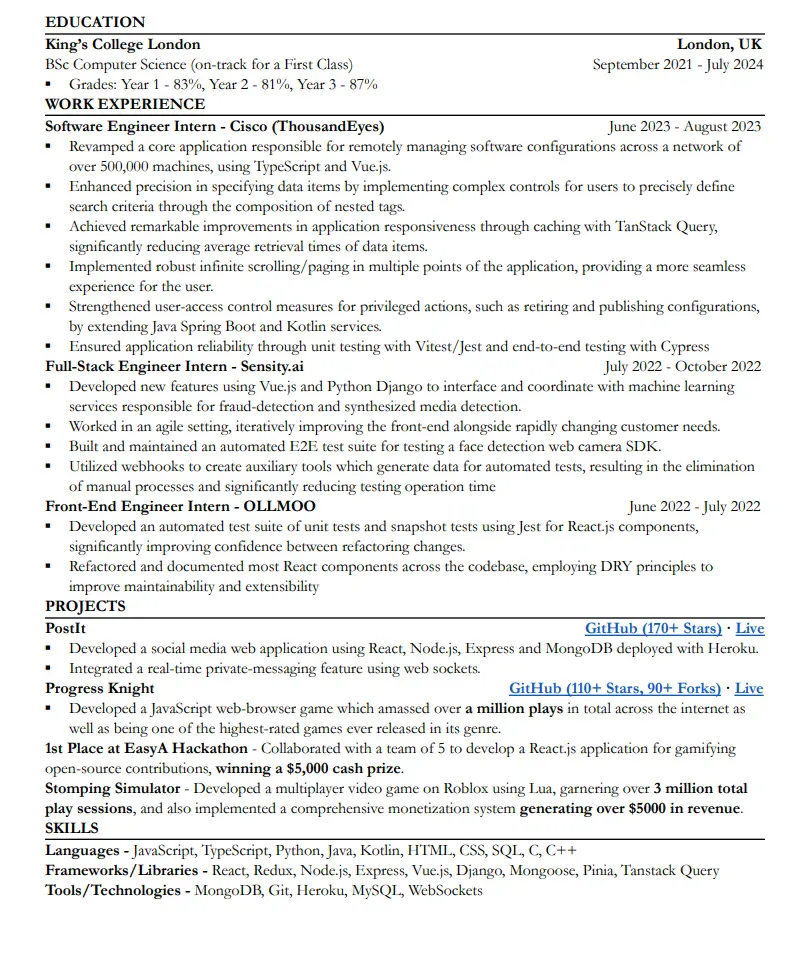 EDUCATION
King's College London London, UK
BSc Computer Science (on-track for a First Class) September 2021 - July 2024
▪ Grades: Year 1 - 83%, Year 2 - 81%, Year 3 - 87%
WORK EXPERIENCE
Software Engineer Intern - Cisco (ThousandEyes) June 2023 - August 2023
▪ Revamped a core application responsible for remotely managing software configurations across a network of
over 500,000 machines, using TypeScript and Vue.js.
▪ Enhanced precision in specifying data items by implementing complex controls for users to precisely define
search criteria through the composition of nested tags.
▪ Achieved remarkable improvements in application responsiveness through caching with TanStack Query,
significantly reducing average retrieval times of data items.
▪ Implemented robust infinite scrolling/paging in multiple points of the application, providing a more seamless
experience for the user.
▪ Strengthened user-access control measures for privileged actions, such as retiring and publishing configurations,
by extending Java Spring Boot and Kotlin services.
▪ Ensured application reliability through unit testing with Vitest/Jest and end-to-end testing with Cypress
Full-Stack Engineer Intern - Sensity.ai July 2022 - October 2022
▪ Developed new features using Vue.js and Python Django to interface and coordinate with machine learning
services responsible for fraud-detection and synthesized media detection.
▪ Worked in an agile setting, iteratively improving the front-end alongside rapidly changing customer needs.
▪ Built and maintained an automated E2E test suite for testing a face detection web camera SDK.
▪ Utilized webhooks to create auxiliary tools which generate data for automated tests, resulting in the elimination
of manual processes and significantly reducing testing operation time
Front-End Engineer Intern - OLLMOO June 2022 - July 2022
▪ Developed an automated test suite of unit tests and snapshot tests using Jest for React.js components,
significantly improving confidence between refactoring changes.
▪ Refactored and documented most React components across the codebase, employing DRY principles to
improve maintainability and extensibility
PROJECTS
PostIt GitHub (170+ Stars) · Live
▪ Developed a social media web application using React, Node.js, Express and MongoDB deployed with Heroku.
▪ Integrated a real-time private-messaging feature using web sockets.
Progress Knight GitHub (110+ Stars, 90+ Forks) · Live
▪ Developed a JavaScript web-browser game which amassed over a million plays in total across the internet as
well as being one of the highest-rated games ever released in its genre.
1st Place at EasyA Hackathon - Collaborated with a team of 5 to develop a React.js application for gamifying
open-source contributions, winning a $5,000 cash prize.
Stomping Simulator - Developed a multiplayer video game on Roblox using Lua, garnering over 3 million total
play sessions, and also implemented a comprehensive monetization system generating over $5000 in revenue.
SKILLS
Languages - JavaScript, TypeScript, Python, Java, Kotlin, HTML, CSS, SQL, C, C++
Frameworks/Libraries - React, Redux, Node.js, Express, Vue.js, Django, Mongoose, Pinia, Tanstack Query
Tools/Technologies - MongoDB, Git, Heroku, MySQL, WebSockets